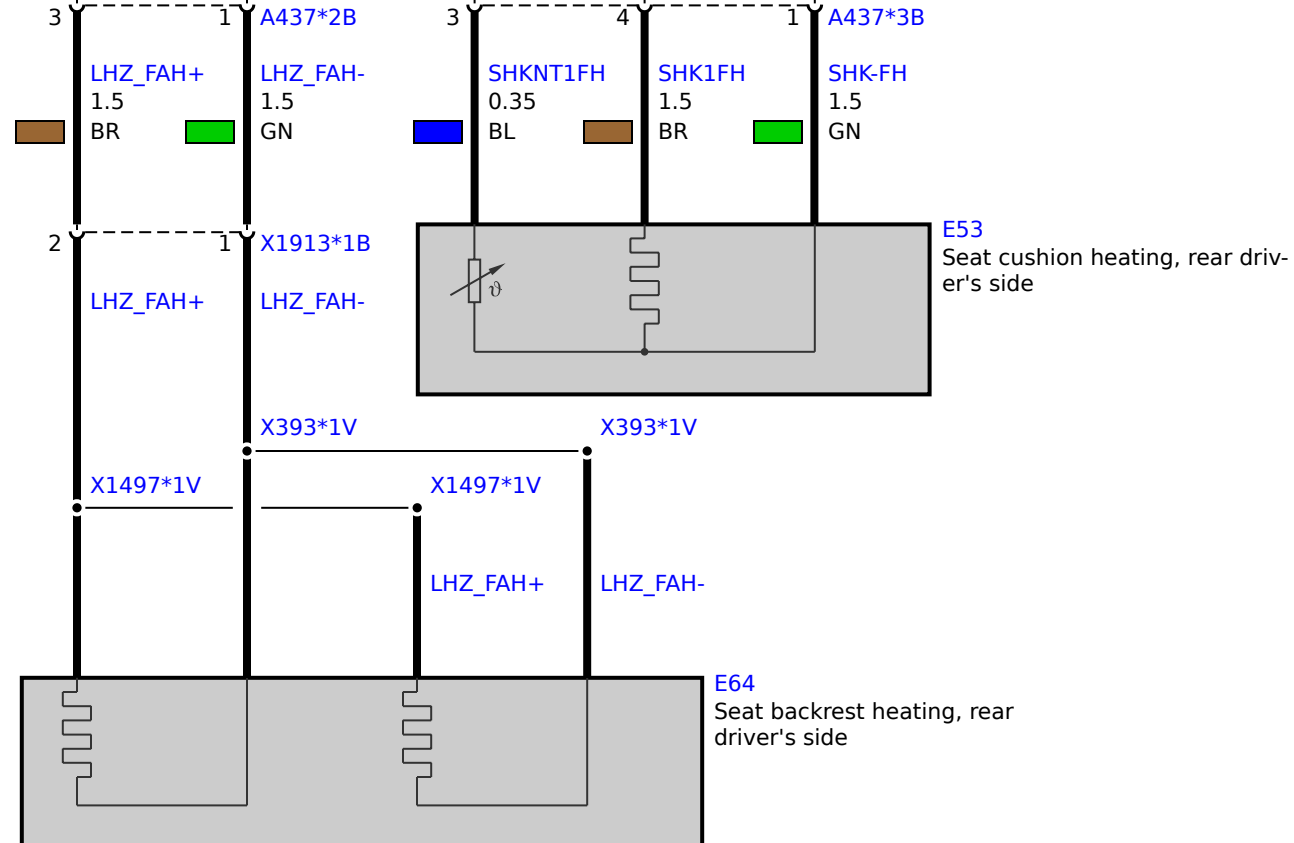 3
1
A437*2B
3
4
1
A437*3B
LHZ_FAH+
1.5
BR
LHZ_FAH-
1.5
GN
SHKNT1FH
0.35
BL
SHK1FH
1.5
BR
SHK-FH
1.5
GN
2
1
X1913*1B
LHZ_FAH+
LHZ_FAH-
ϑ
E53
Seat cushion heating, rear driv-
er's side
X393*1V
X393*1V
X1497*1V
X1497*1V
LHZ_FAH+
LHZ_FAH-
E64
Seat backrest heating, rear
driver's side